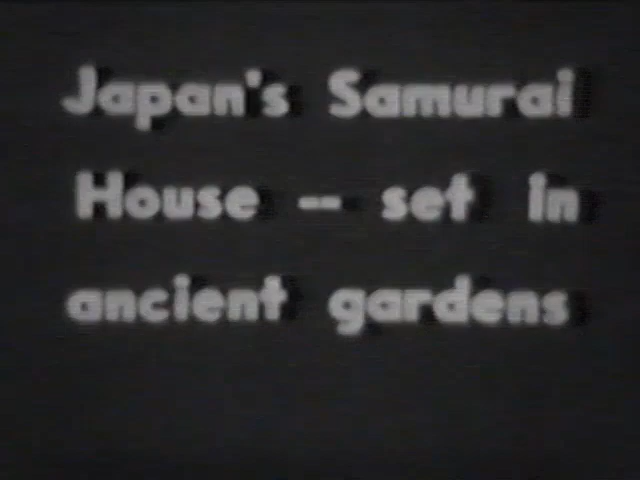 Japan's Samurai
House -- set in
ancient gardens